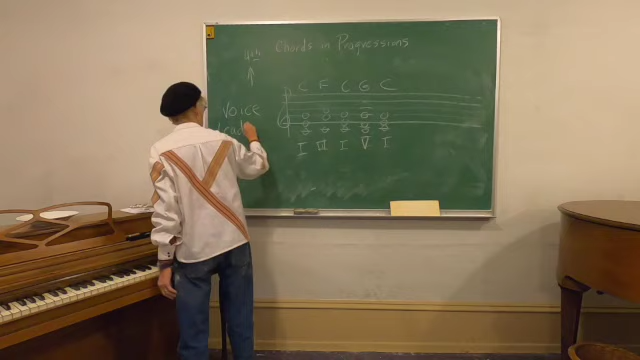 Chords in Progressions
4th
C F C G C
Voice
I IV I V I